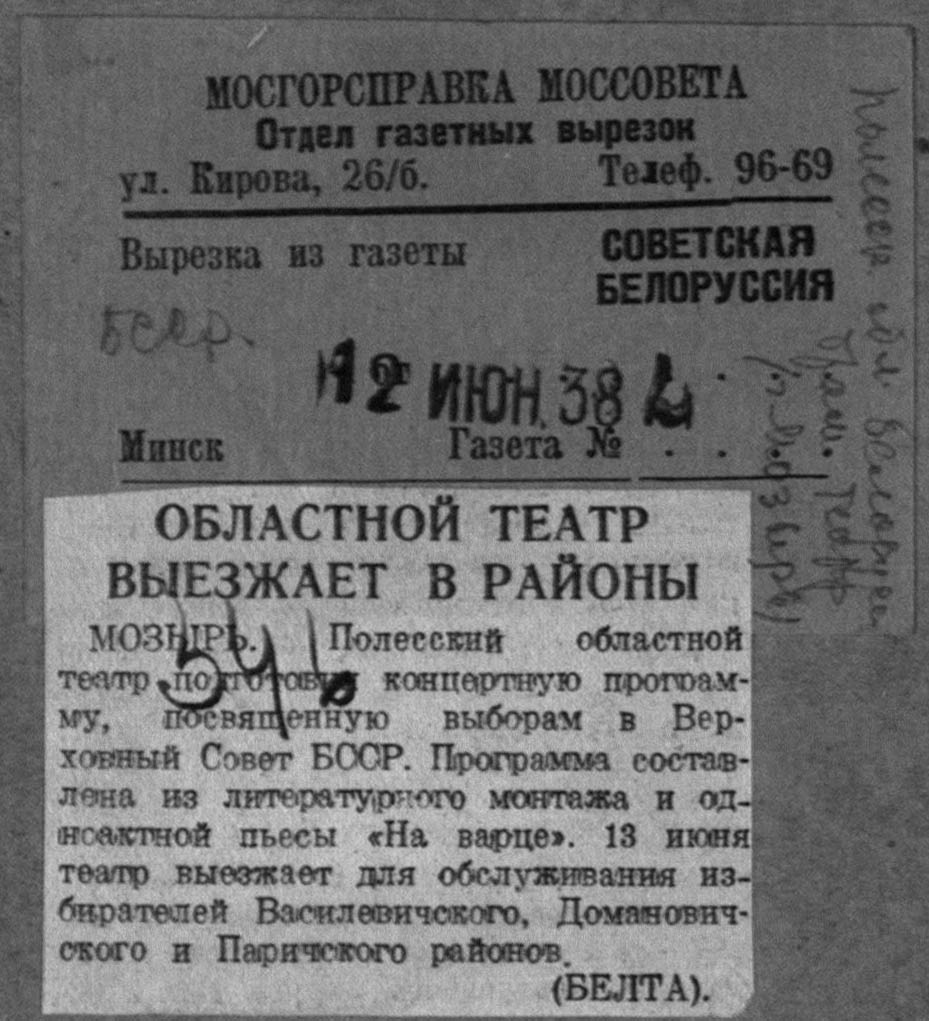 МОСГОРСПРАВКА МОССОВЕТА
Отдел газетных вырезок
ул. Кирова, 26/б. Телеф. 96-69
Вырезка из газеты СОВЕТСКАЯ
БЕЛОРУССИЯ
БССР.
12 ИЮН. 38
Минск Газета № . . .
ОБЛАСТНОЙ ТЕАТР
ВЫЕЗЖАЕТ В РАЙОНЫ
МОЗЫРЬ. Полесский областной
театр подготовил концертную програм-
му, посвященную выборам в Вер-
ховный Совет БССР. Программа состав-
лена из литературного монтажа и од-
ноактной пьесы «На варце». 13 июня
театр выезжает для обслуживания из-
бирателей Василевичского, Доманович-
ского и Паричского районов.
(БЕЛТА).
театр
(г. Мозырь)